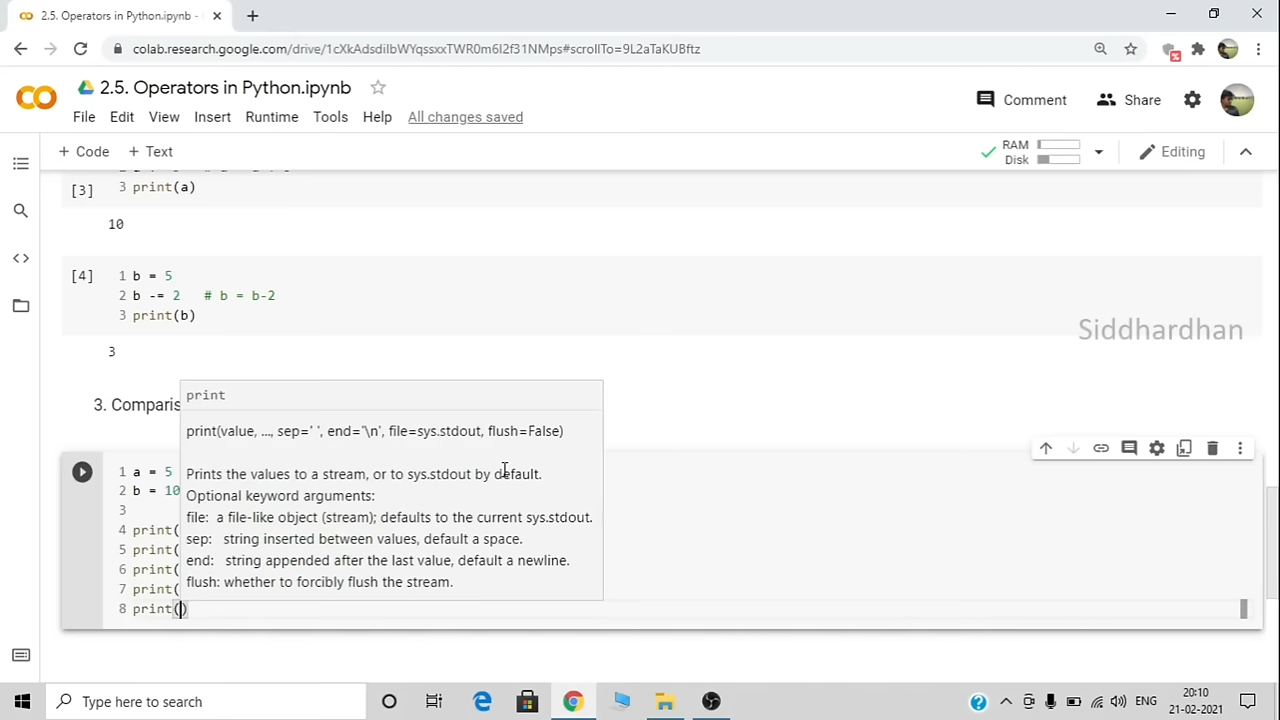 2.5. Operators in Python.ipynb -
colab.research.google.com/drive/1cXkAdsdiIbWYqssxxTWR0m6I2f31NMps#scrollTo=9L2aTaKUBftz
CO
2.5. Operators in Python.ipynb
Comment
Share
File Edit View Insert Runtime Tools Help All changes saved
+ Code + Text
RAM
Disk
Editing
[3]
3 print(a)
10
[4]
1 b = 5
2 b -= 2 # b = b-2
3 print(b)
Siddhardhan
3
3. Comparis
print
print(value, ..., sep=' ', end='\n', file=sys.stdout, flush=False)
Prints the values to a stream, or to sys.stdout by default.
Optional keyword arguments:
file: a file-like object (stream); defaults to the current sys.stdout.
sep: string inserted between values, default a space.
end: string appended after the last value, default a newline.
flush: whether to forcibly flush the stream.
1 a = 5
2 b = 10
3
4 print(
5 print(
6 print(
7 print(
8 print()
Type here to search
ENG
20:10
21-02-2021